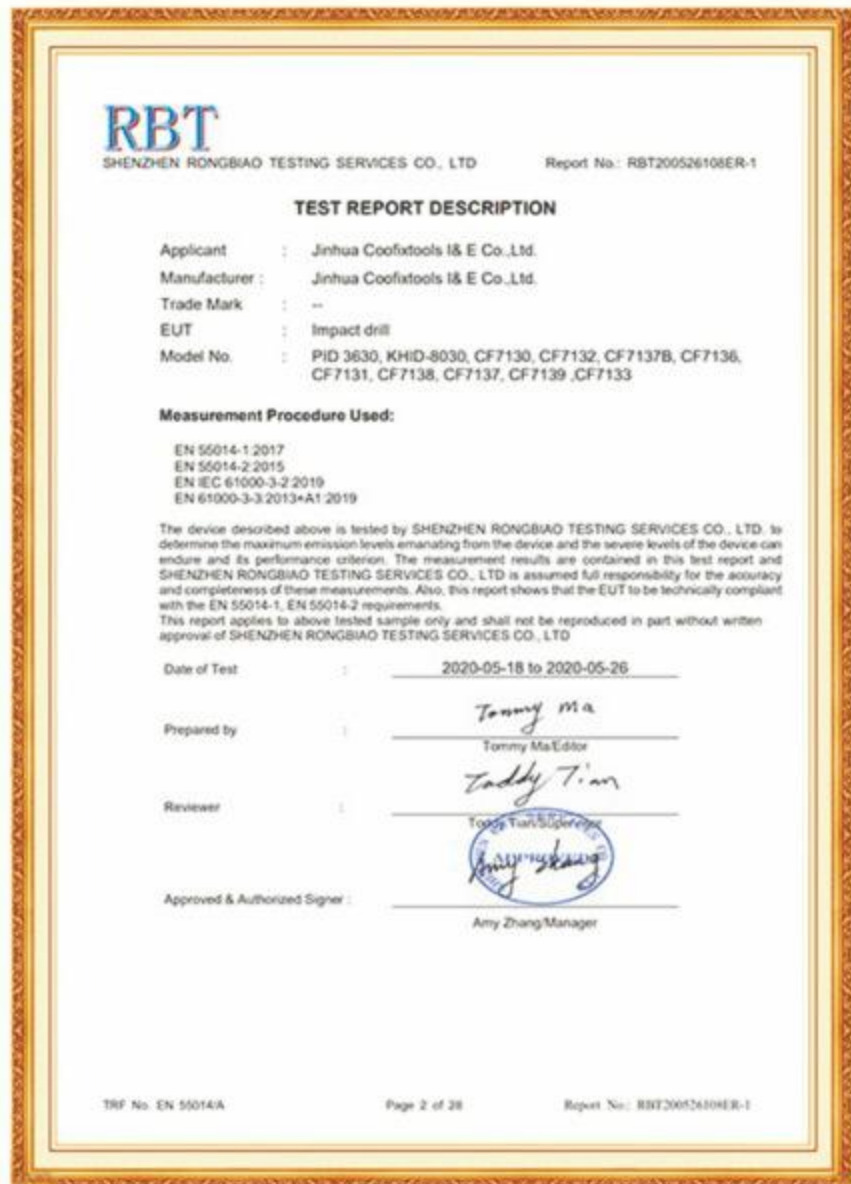 RBT
SHENZHEN RONGBIAO TESTING SERVICES CO., LTD Report No.: RBT200526108ER-1
TEST REPORT DESCRIPTION
Applicant : Jinhua Coofixtools I& E Co.,Ltd.
Manufacturer : Jinhua Coofixtools I& E Co.,Ltd.
Trade Mark : --
EUT : Impact drill
Model No. : PID 3630, KHID-8030, CF7130, CF7132, CF7137B, CF7136,
CF7131, CF7138, CF7137, CF7139 ,CF7133
Measurement Procedure Used:
EN 55014-1:2017
EN 55014-2:2015
EN IEC 61000-3-2:2019
EN 61000-3-3:2013+A1:2019
The device described above is tested by SHENZHEN RONGBIAO TESTING SERVICES CO., LTD. to
determine the maximum emission levels emanating from the device and the severe levels of the device can
endure and its performance criterion. The measurement results are contained in this test report and
SHENZHEN RONGBIAO TESTING SERVICES CO., LTD is assumed full responsibility for the accuracy
and completeness of these measurements. Also, this report shows that the EUT to be technically compliant
with the EN 55014-1, EN 55014-2 requirements.
This report applies to above tested sample only and shall not be reproduced in part without written
approval of SHENZHEN RONGBIAO TESTING SERVICES CO., LTD
Date of Test : 2020-05-18 to 2020-05-26
Tommy Ma
Prepared by :
Tommy Ma/Editor
Taddy Tian
Reviewer :
Toddy Tian/Supervisor
APPROVED
Amy Zhang
Approved & Authorized Signer :
Amy Zhang/Manager
TRF No. EN 55014/A Page 2 of 28 Report No.: RBT200526108ER-1